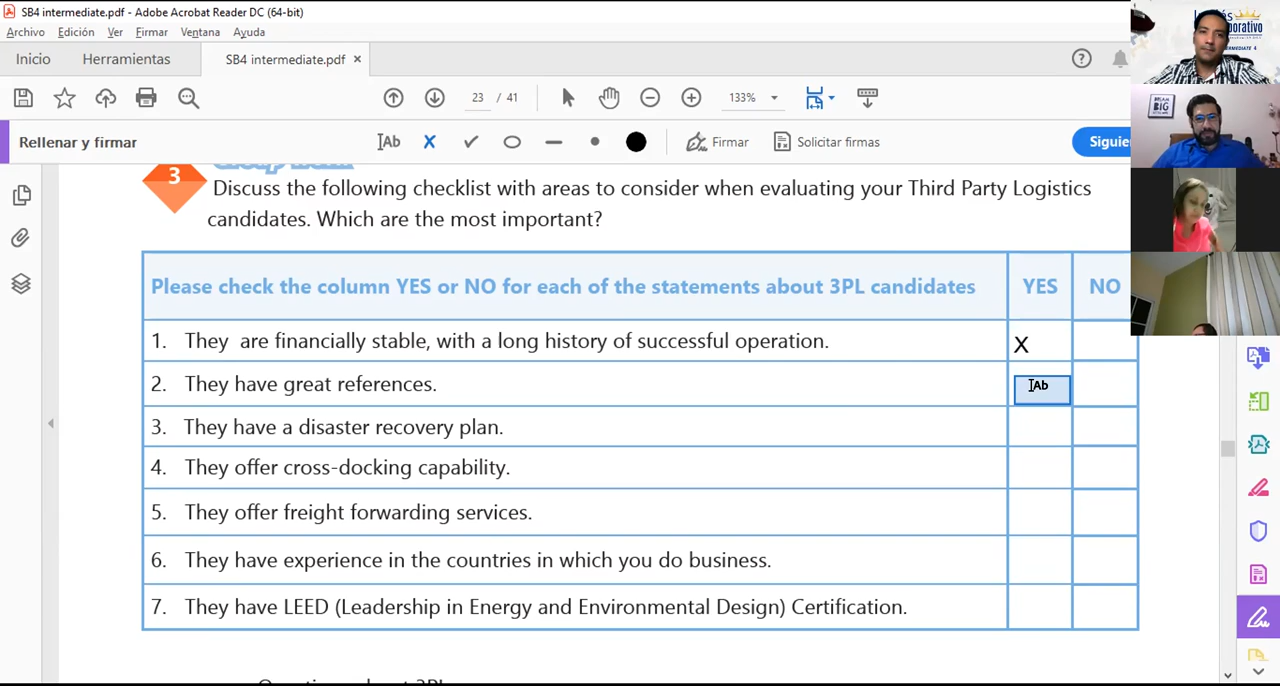 SB4 intermediate.pdf - Adobe Acrobat Reader DC (64-bit)
Archivo Edición Ver Firmar Ventana Ayuda
Inicio Herramientas SB4 intermediate.pdf ×
23 / 41 133%
Rellenar y firmar Firmar Solicitar firmas Siguie
3
Discuss the following checklist with areas to consider when evaluating your Third Party Logistics
candidates. Which are the most important?
Please check the column YES or NO for each of the statements about 3PL candidates YES NO
1. They are financially stable, with a long history of successful operation. X
2. They have great references.
3. They have a disaster recovery plan.
4. They offer cross-docking capability.
5. They offer freight forwarding services.
6. They have experience in the countries in which you do business.
7. They have LEED (Leadership in Energy and Environmental Design) Certification.
DREAM
BIG